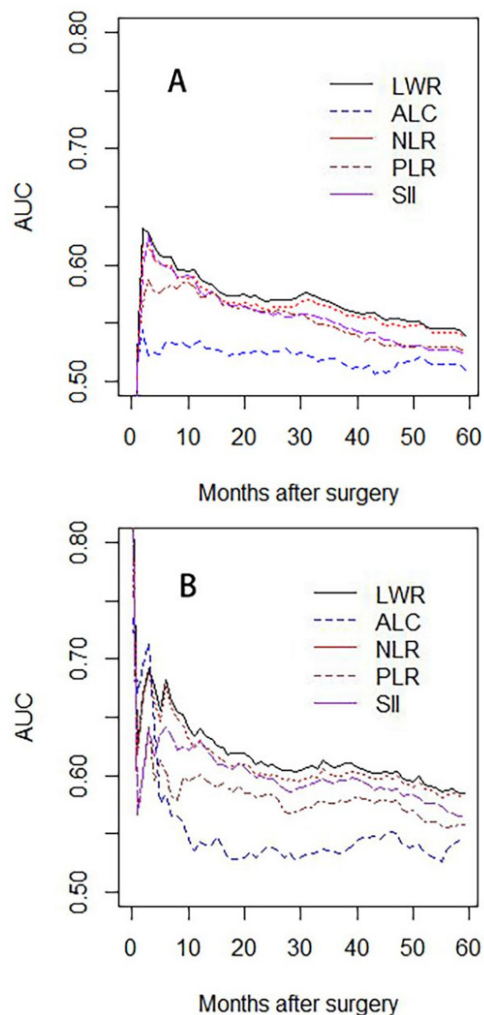 A
LWR
ALC
NLR
PLR
SII
AUC
0.80
0.70
0.60
0.50
0 10 20 30 40 50 60
Months after surgery
B
LWR
ALC
NLR
PLR
SII
AUC
0.80
0.70
0.60
0.50
0 10 20 30 40 50 60
Months after surgery